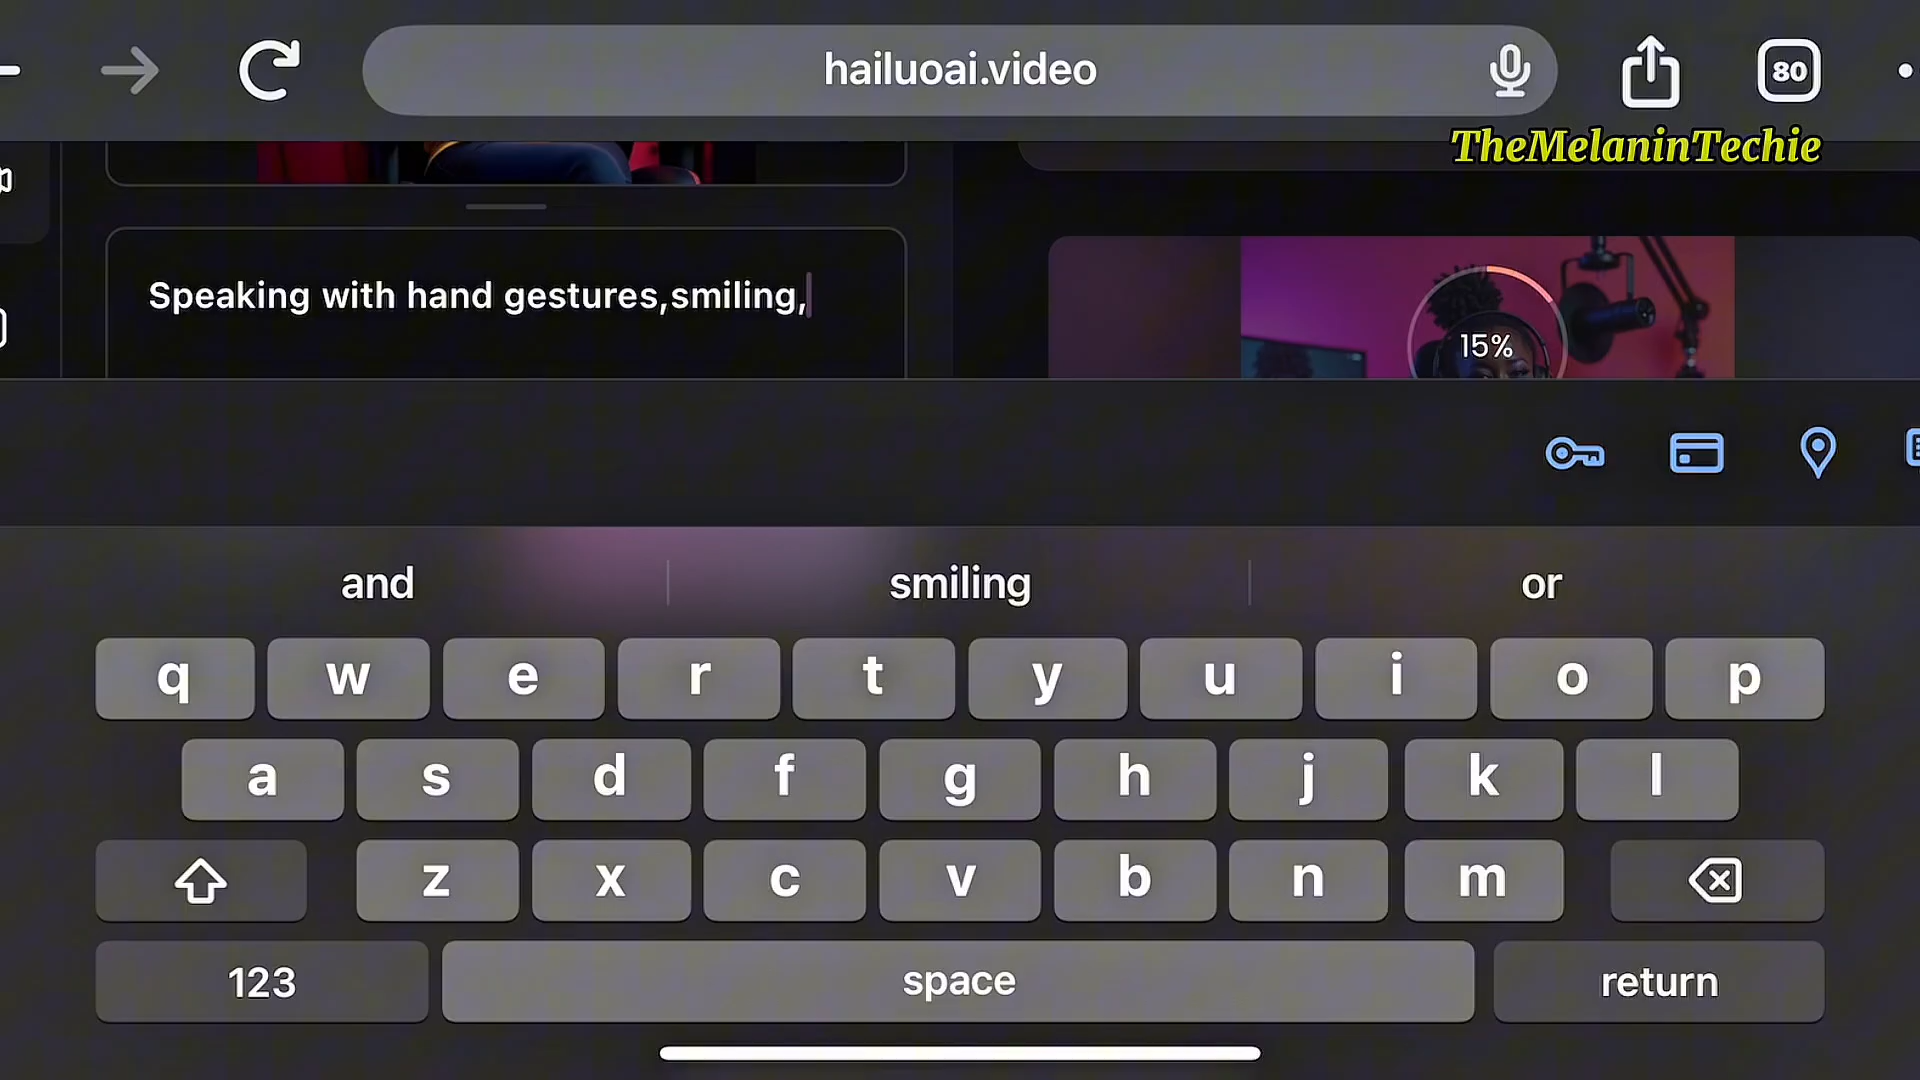 hailuoai.video
80
TheMelaninTechie
Speaking with hand gestures,smiling,
15%
and smiling or
q w e r t y u i o p
a s d f g h j k l
z x c v b n m
123 space return